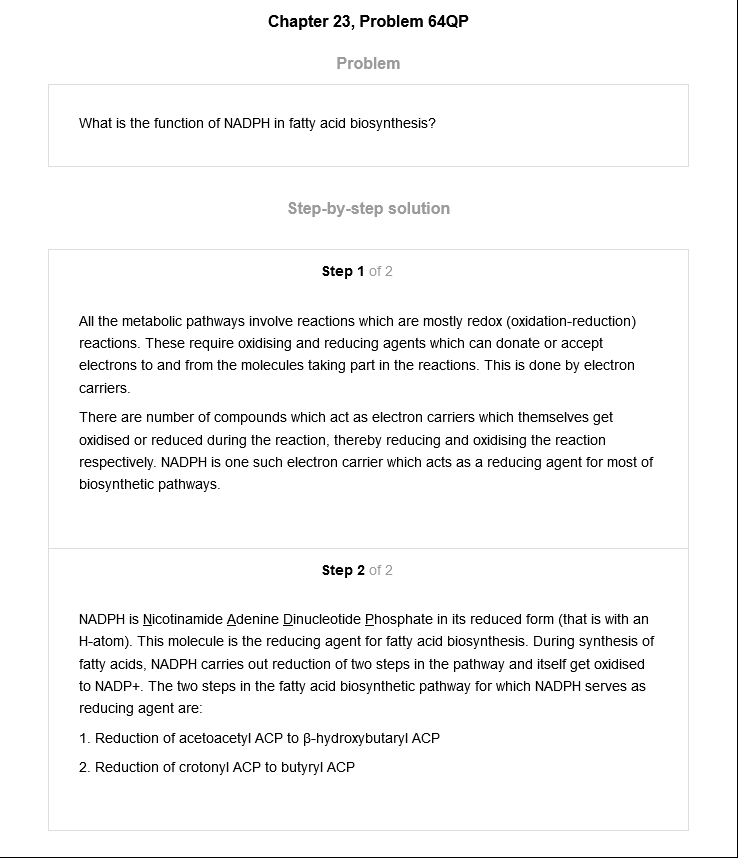 Chapter 23, Problem 64QP
Problem
What is the function of NADPH in fatty acid biosynthesis?
Step-by-step solution
Step 1 of 2
All the metabolic pathways involve reactions which are mostly redox (oxidation-reduction)
reactions. These require oxidising and reducing agents which can donate or accept
electrons to and from the molecules taking part in the reactions. This is done by electron
carriers.
There are number of compounds which act as electron carriers which themselves get
oxidised or reduced during the reaction, thereby reducing and oxidising the reaction
respectively. NADPH is one such electron carrier which acts as a reducing agent for most of
biosynthetic pathways.
Step 2 of 2
NADPH is Nicotinamide Adenine Dinucleotide Phosphate in its reduced form (that is with an
H-atom). This molecule is the reducing agent for fatty acid biosynthesis. During synthesis of
fatty acids, NADPH carries out reduction of two steps in the pathway and itself get oxidised
to NADP+. The two steps in the fatty acid biosynthetic pathway for which NADPH serves as
reducing agent are:
1. Reduction of acetoacetyl ACP to β-hydroxybutaryl ACP
2. Reduction of crotonyl ACP to butyryl ACP